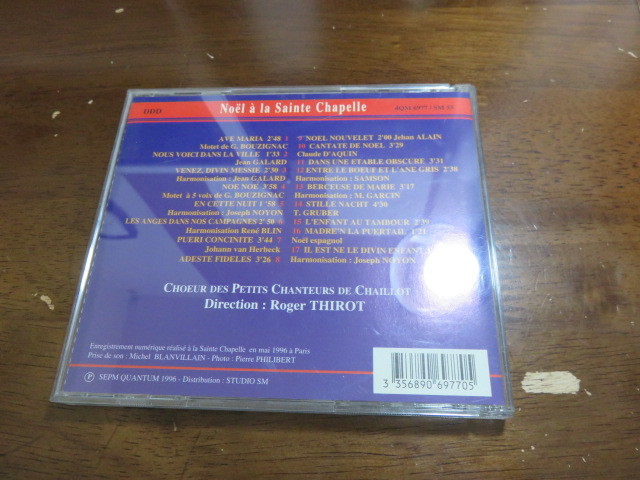 DDD
Noël à la Sainte Chapelle
AVE MARIA 2'48 1
Motet de G. BOUZIGNAC
NOUS VOICI DANS LA VILLE 1'33 2
Jean GALARD
VENEZ, DIVIN MESSIE 2'30 3
Harmonisation : Jean GALARD
NOE NOE 3'58 4
Motet à 5 voix de G. BOUZIGNAC
EN CETTE NUIT 1'58 5
Harmonisation : Joseph NOYON
LES ANGES DANS NOS CAMPAGNES 2'50 6
Harmonisation René BLIN
PUERI CONCINITE 3'44 7
Johann van Herbeck
ADESTE FIDELES 3'26 8
9 NOEL NOUVELET 2'00 Jehan ALAIN
10 CANTATE DE NOEL 3'29
Claude D'AQUIN
11 DANS UNE ETABLE OBSCURE 3'31
12 ENTRE LE BOEUF ET L'ANE GRIS 2'38
Harmonisation : SAMSON
13 BERCEUSE DE MARIE 3'17
Harmonisation : M. GARCIN
14 STILLE NACHT 4'50
T. GRUBER
15 L'ENFANT AU TAMBOUR
16 MADRE'N LA PUERTA
Noël espagnol
17 IL EST NE LE DIVIN ENFANT
Harmonisation : Joseph NOYON
CHOEUR DES PETITS CHANTEURS DE CHAILLOT
Direction : Roger THIROT
Enregistrement numérique réalisé à la Sainte Chapelle en mai 1996 à Paris
Prise de son : Michel BLANVILLAIN - Photo : Pierre PHILIBERT
Ⓟ SEPM QUANTUM 1996 - Distribution : STUDIO SM
3 356890 697705